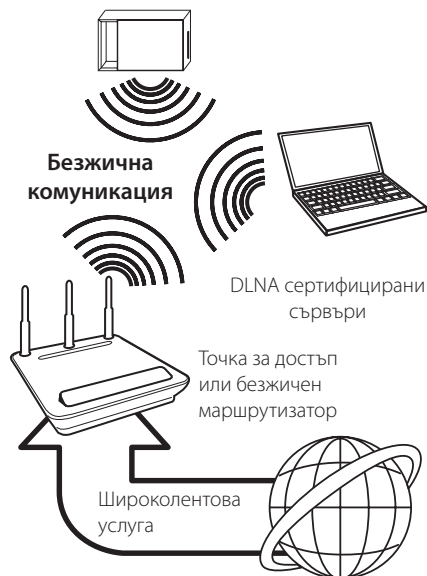 Безжична
комуникация
DLNA сертифицирани
сървъри
Точка за достъп
или безжичен
маршрутизатор
Широколентова
услуга